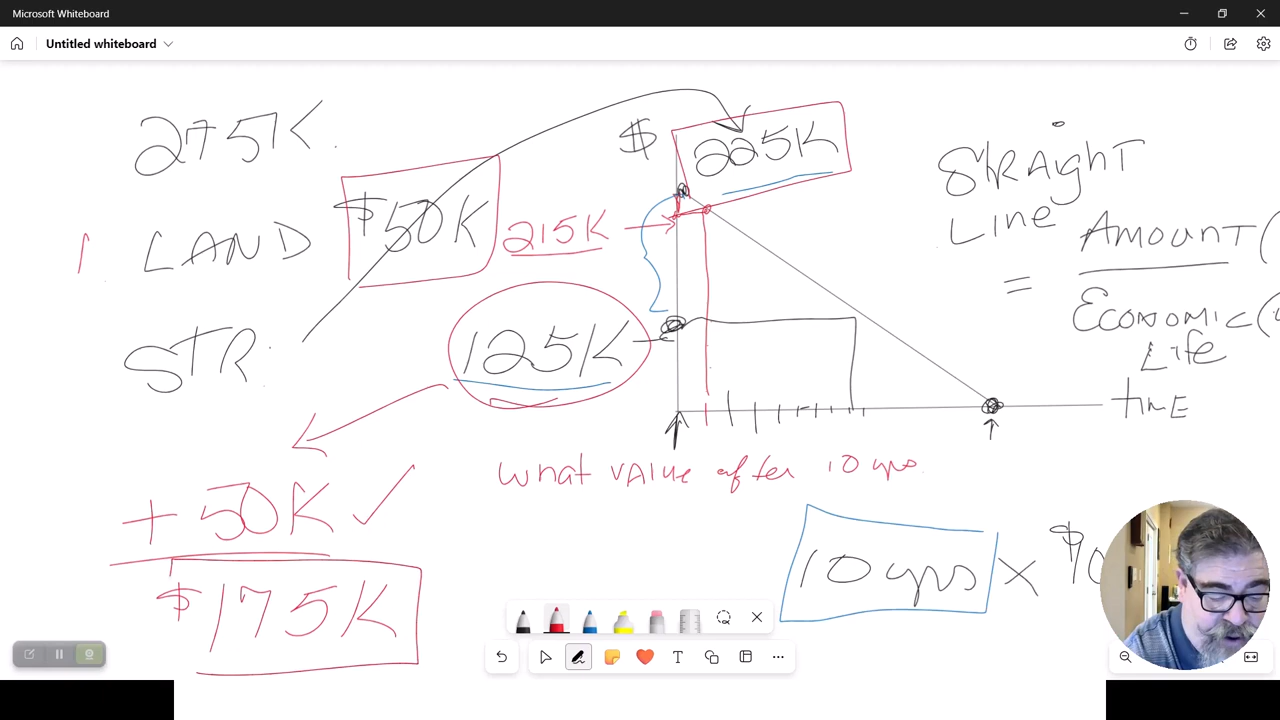 Microsoft Whiteboard
Untitled whiteboard
275K.
LAND $50K
STR.
$ 225K
215K
125K
STRAIGHT
LINE
= AMOUNT (
ECONOMIC (
Life
TIME
What VALUE after 10 yrs.
+ 50K ✓
$175K
10 yrs x $10